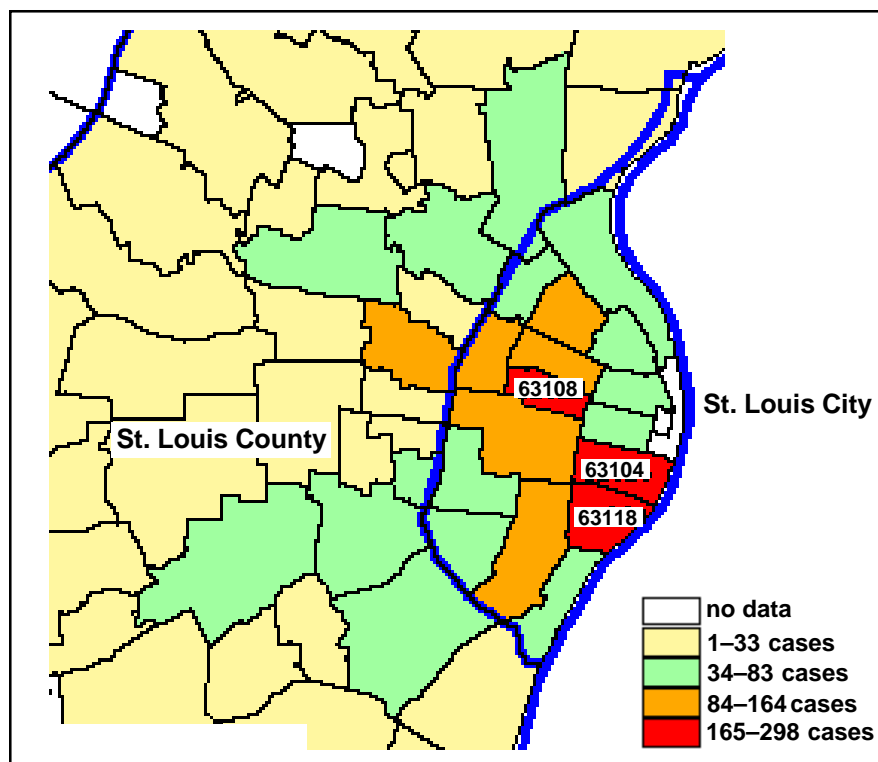 63108
St. Louis City
St. Louis County
63104
63118
no data
1–33 cases
34–83 cases
84–164 cases
165–298 cases